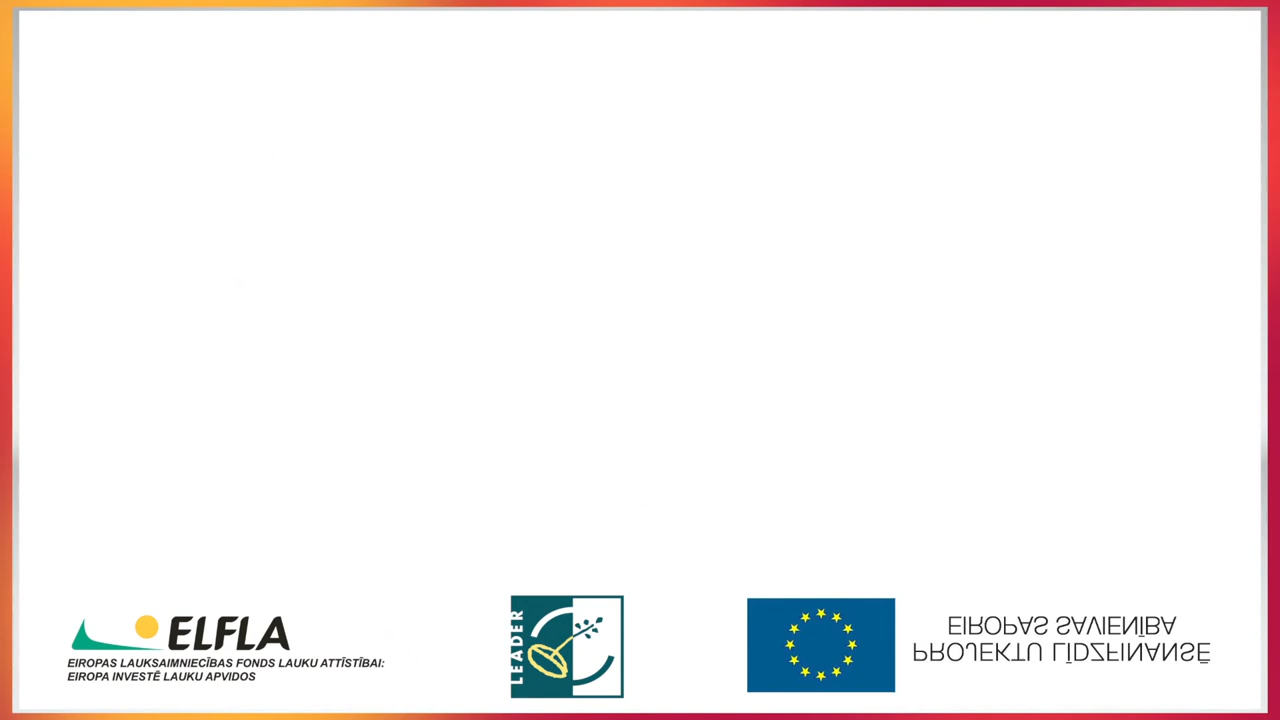 ELFLA
EIROPAS LAUKSAIMNIECĪBAS FONDS LAUKU ATTĪSTĪBAI:
EIROPA INVESTĒ LAUKU APVIDOS
LEADER
PROJEKTU LĪDZFINANSĒ
EIROPAS SAVIENĪBA